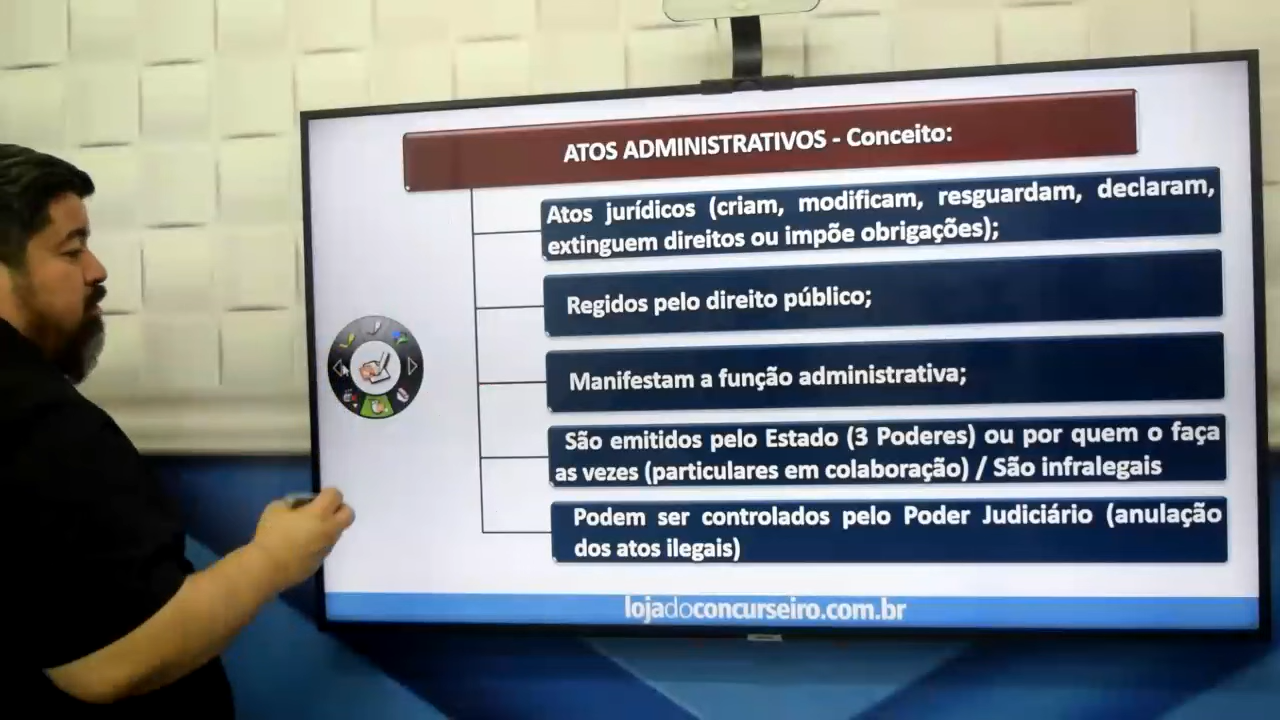 ATOS ADMINISTRATIVOS - Conceito:
Atos jurídicos (criam, modificam, resguardam, declaram,
extinguem direitos ou impõe obrigações);
Regidos pelo direito público;
Manifestam a função administrativa;
São emitidos pelo Estado (3 Poderes) ou por quem o faça
as vezes (particulares em colaboração) / São infralegais
Podem ser controlados pelo Poder Judiciário (anulação
dos atos ilegais)
lojadoconcurseiro.com.br